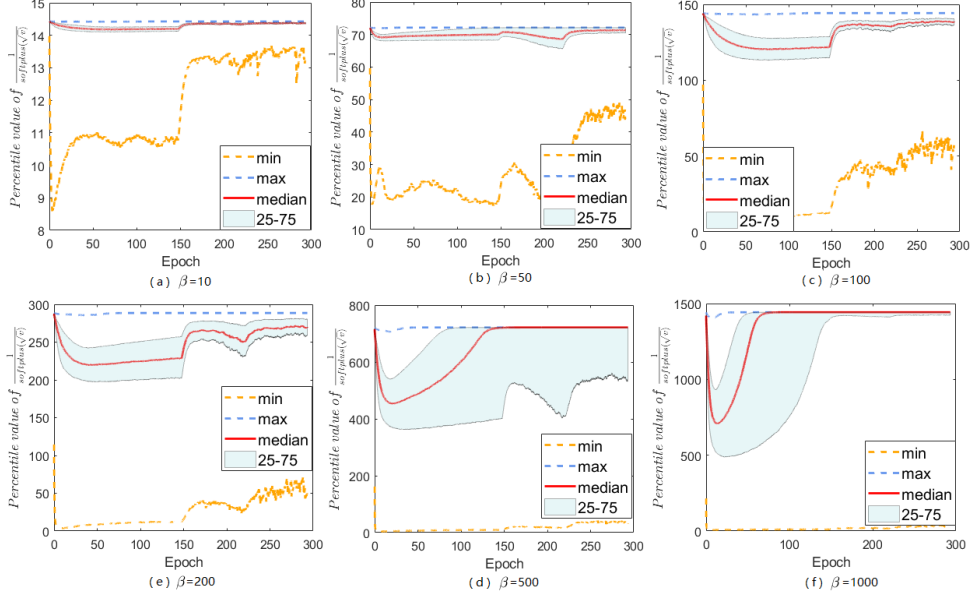 Percentile value of 1/softplus(√v)
15
14
13
12
11
10
9
8
min
max
median
25-75
0 50 100 150 200 250 300
Epoch
( a ) β=10
Percentile value of 1/softplus(√v)
80
70
60
50
40
30
20
10
min
max
median
25-75
0 50 100 150 200 250 300
Epoch
( b ) β=50
Percentile value of 1/softplus(√v)
150
100
50
0
min
max
median
25-75
0 50 100 150 200 250 300
Epoch
( c ) β=100
Percentile value of 1/softplus(√v)
300
250
200
150
100
50
0
min
max
median
25-75
0 50 100 150 200 250 300
Epoch
( e ) β=200
Percentile value of 1/softplus(√v)
800
600
400
200
0
min
max
median
25-75
0 50 100 150 200 250 300
Epoch
( d ) β=500
Percentile value of 1/softplus(√v)
1500
1000
500
0
min
max
median
25-75
0 50 100 150 200 250 300
Epoch
( f ) β=1000